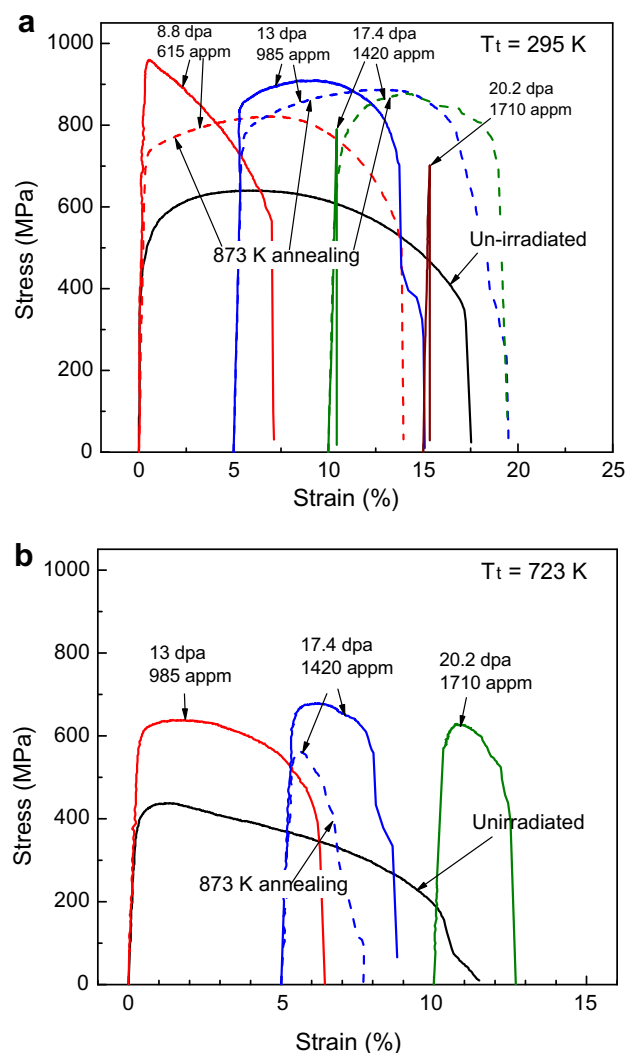 a
8.8 dpa
615 appm
13 dpa
985 appm
17.4 dpa
1420 appm
Tt = 295 K
20.2 dpa
1710 appm
1000
800
600
400
200
0
Stress (MPa)
873 K annealing
Un-irradiated
0 5 10 15 20 25
Strain (%)
b
Tt = 723 K
13 dpa
985 appm
17.4 dpa
1420 appm
20.2 dpa
1710 appm
1000
800
600
400
200
0
Stress (MPa)
Unirradiated
873 K annealing
0 5 10 15
Strain (%)